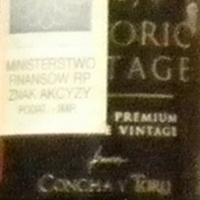 ORIC
TAGE
MINISTERSTWO
FINANSÓW RP
ZNAK AKCYZY
PREMIUM
VINTAGE
CONCHA Y TORO